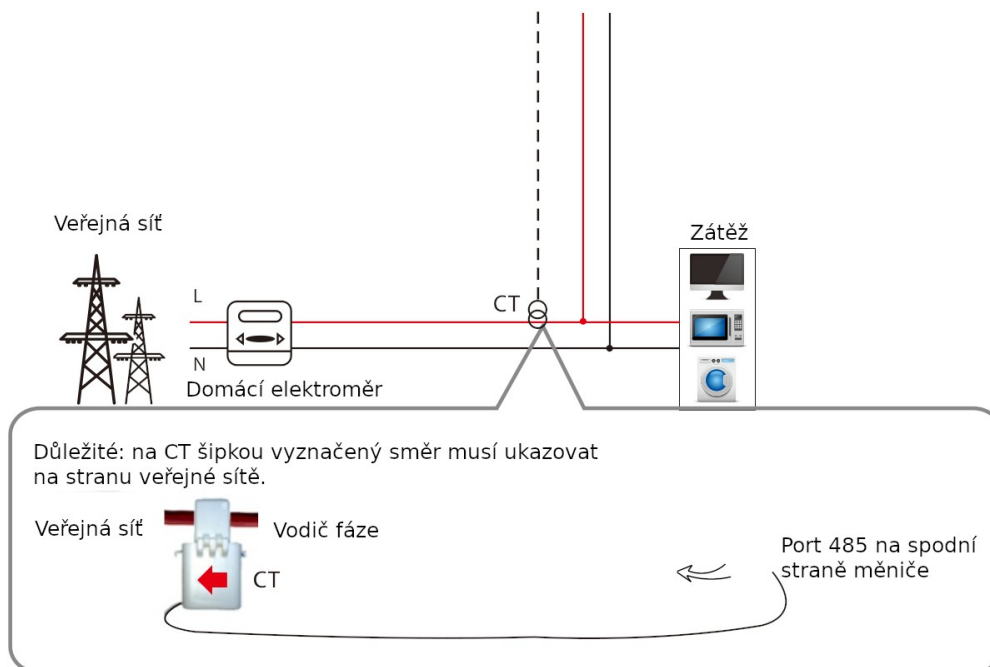 Veřejná síť
Zátěž
L
CT
N
Domácí elektroměr
Důležité: na CT šipkou vyznačený směr musí ukazovat
na stranu veřejné sítě.
Veřejná síť
Vodič fáze
CT
Port 485 na spodní
straně měniče